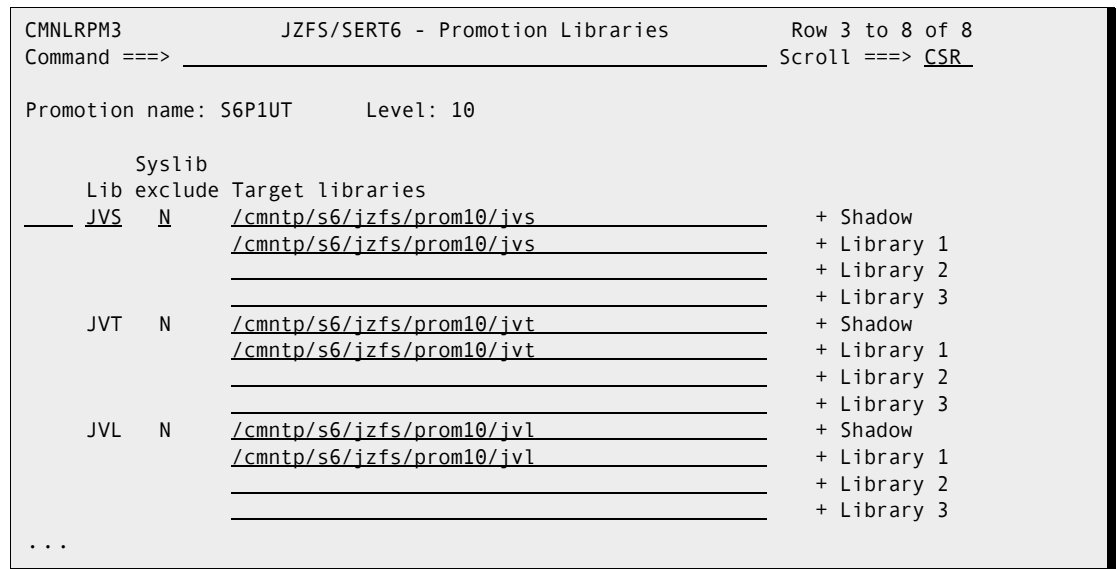 CMNLRPM3 JZFS/SERT6 - Promotion Libraries Row 3 to 8 of 8
Command ===> Scroll ===> CSR
Promotion name: S6P1UT Level: 10
Syslib
Lib exclude Target libraries
JVS N /cmntp/s6/jzfs/prom10/jvs + Shadow
/cmntp/s6/jzfs/prom10/jvs + Library 1
+ Library 2
+ Library 3
JVT N /cmntp/s6/jzfs/prom10/jvt + Shadow
/cmntp/s6/jzfs/prom10/jvt + Library 1
+ Library 2
+ Library 3
JVL N /cmntp/s6/jzfs/prom10/jvl + Shadow
/cmntp/s6/jzfs/prom10/jvl + Library 1
+ Library 2
+ Library 3
...